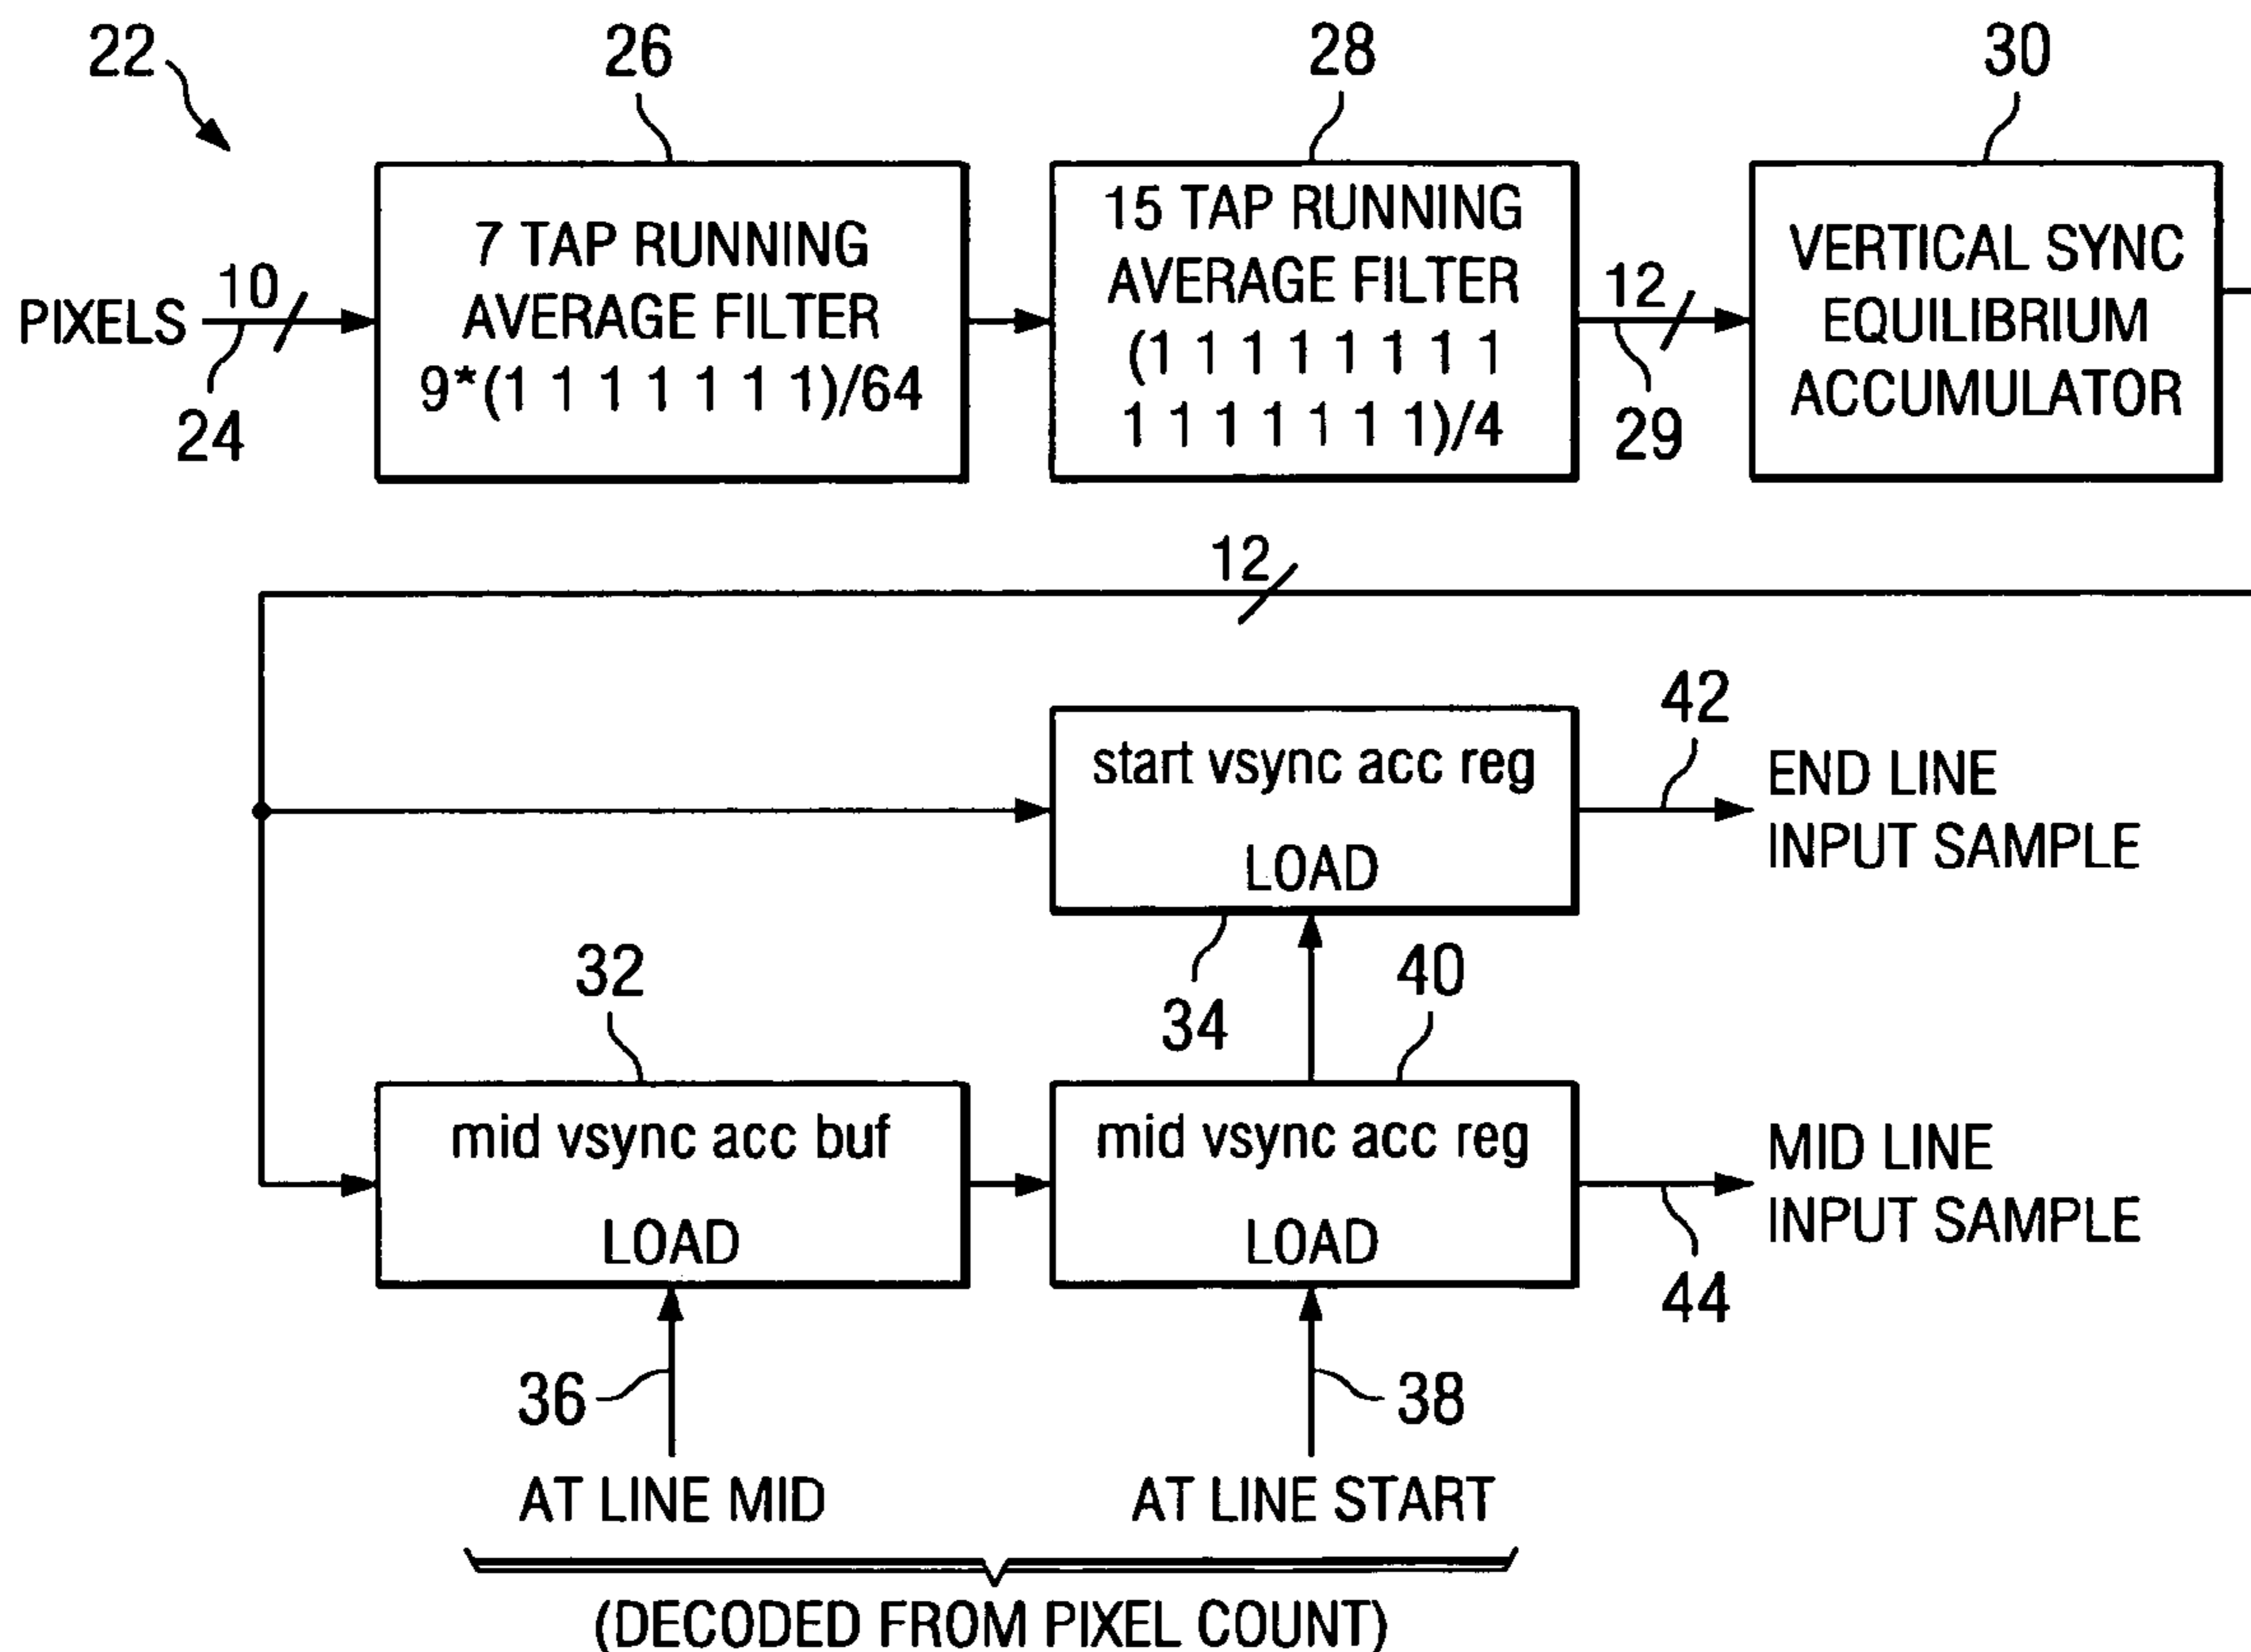 22
26
28
30
7 TAP RUNNING
AVERAGE FILTER
9*(1 1 1 1 1 1 1)/64
15 TAP RUNNING
AVERAGE FILTER
(1 1 1 1 1 1 1 1
1 1 1 1 1 1 1)/4
VERTICAL SYNC
EQUILIBRIUM
ACCUMULATOR
PIXELS
10
24
12
29
12
start vsync acc reg
LOAD
42
END LINE
INPUT SAMPLE
34
32
40
mid vsync acc buf
LOAD
mid vsync acc reg
LOAD
MID LINE
INPUT SAMPLE
44
36
38
AT LINE MID
AT LINE START
(DECODED FROM PIXEL COUNT)